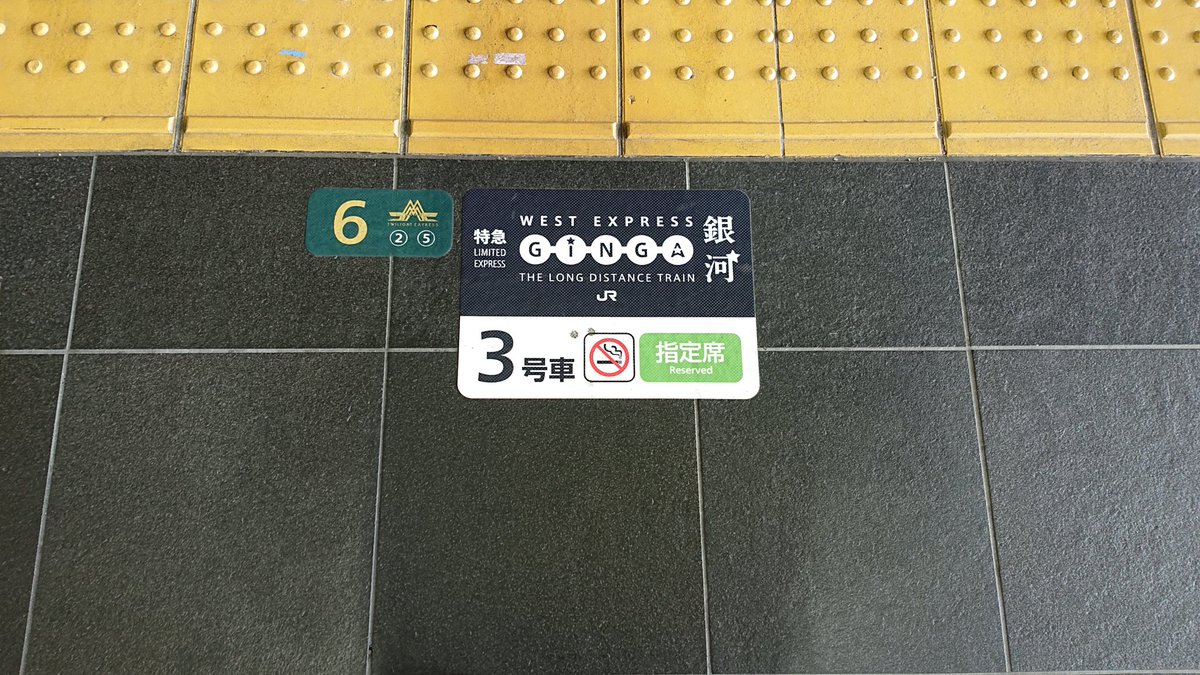 6
TWILIGHT EXPRESS
② ⑤
特急
LIMITED
EXPRESS
WEST EXPRESS
GiNGA
THE LONG DISTANCE TRAIN
銀河
JR
3号車
指定席
Reserved